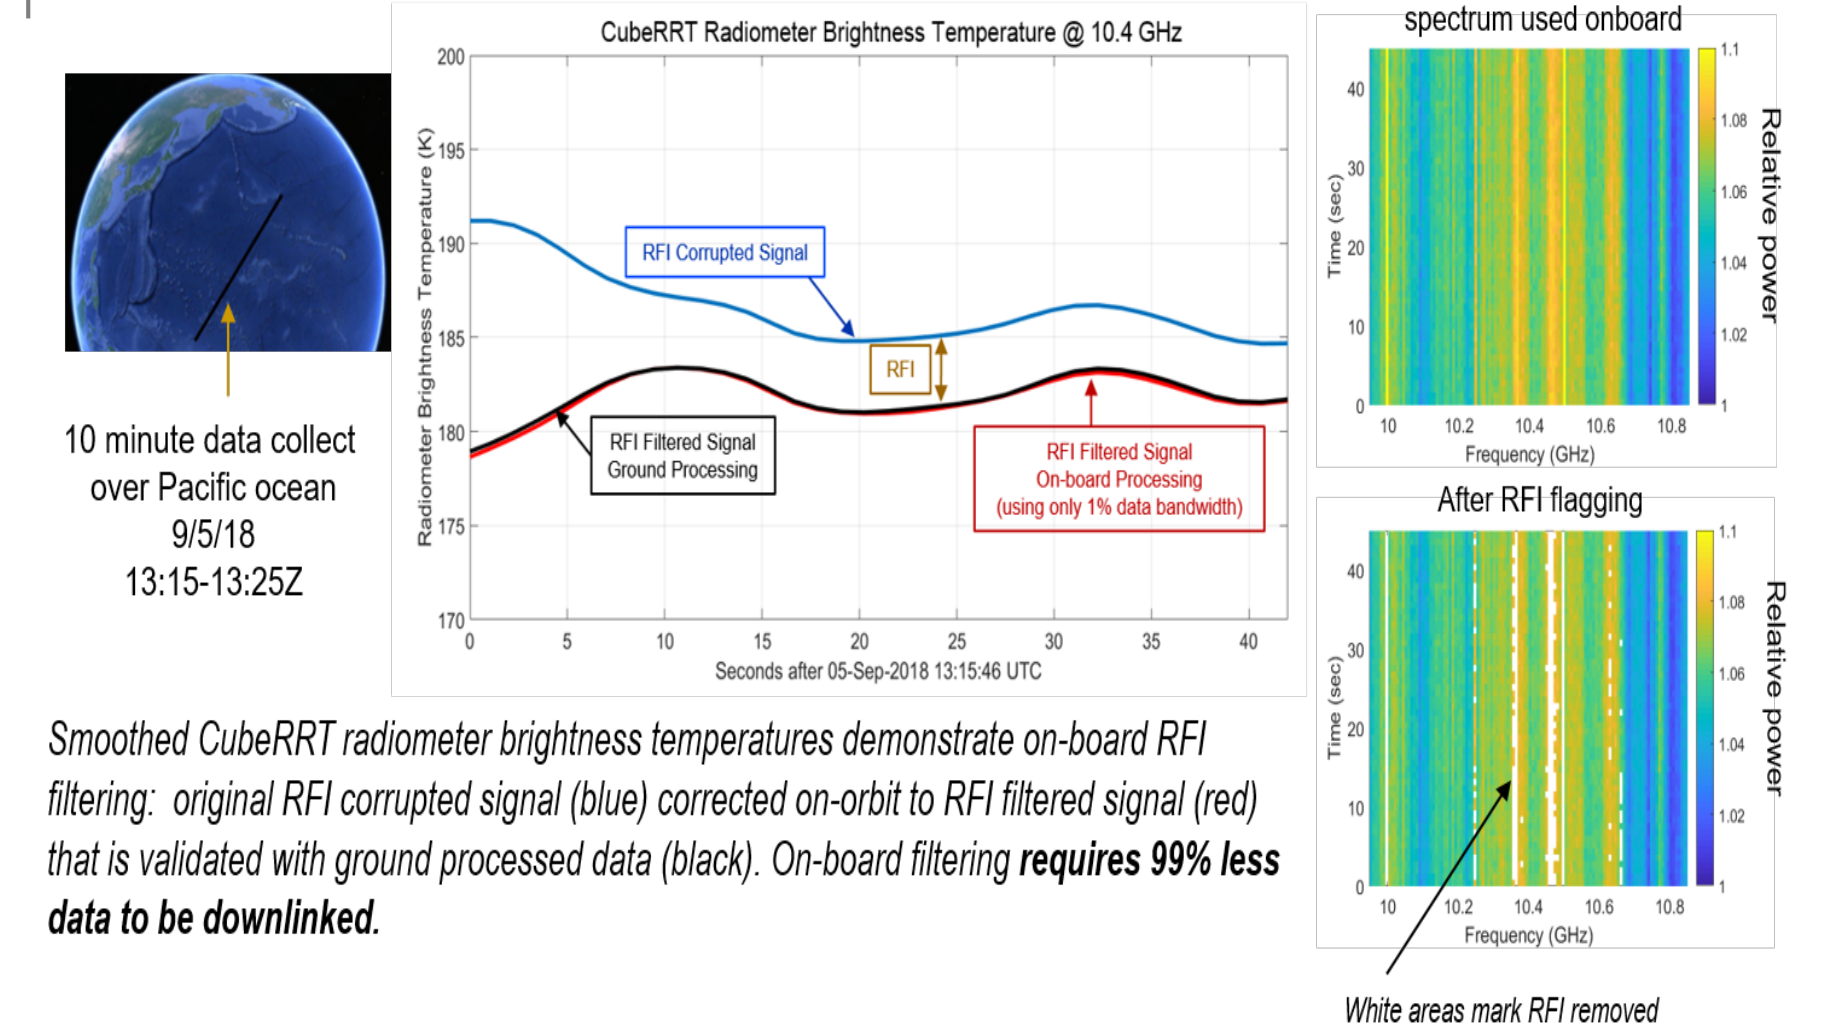 CubeRRT Radiometer Brightness Temperature @ 10.4 GHz
200
195
190
185
180
175
170
Radiometer Brightness Temperature (K)
RFI Corrupted Signal
RFI
RFI Filtered Signal
Ground Processing
RFI Filtered Signal
On-board Processing
(using only 1% data bandwidth)
0 5 10 15 20 25 30 35 40
Seconds after 05-Sep-2018 13:15:46 UTC
10 minute data collect
over Pacific ocean
9/5/18
13:15-13:25Z
spectrum used onboard
40
30
20
10
0
Time (sec)
10 10.2 10.4 10.6 10.8
Frequency (GHz)
1.1
1.08
1.06
1.04
1.02
1
Relative power
After RFI flagging
40
30
20
10
0
Time (sec)
10 10.2 10.4 10.6 10.8
Frequency (GHz)
1.1
1.08
1.06
1.04
1.02
1
Relative power
White areas mark RFI removed
Smoothed CubeRRT radiometer brightness temperatures demonstrate on-board RFI
filtering: original RFI corrupted signal (blue) corrected on-orbit to RFI filtered signal (red)
that is validated with ground processed data (black). On-board filtering requires 99% less
data to be downlinked.